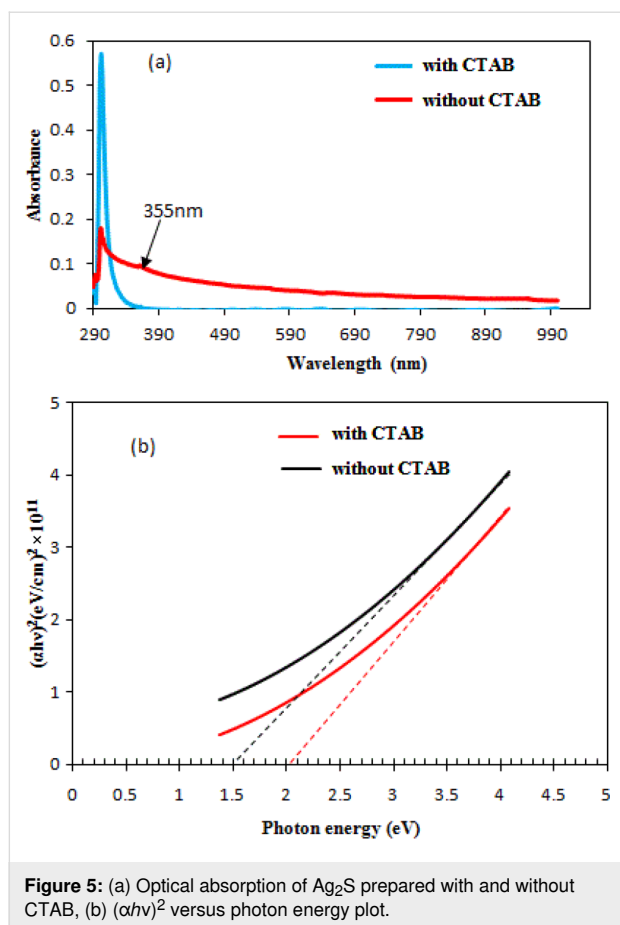 0.6
(a)
with CTAB
without CTAB
0.5
0.4
0.3
0.2
0.1
0
Absorbance
355nm
290 390 490 590 690 790 890 990
Wavelength (nm)
5
(b)
with CTAB
without CTAB
4
3
2
1
0
(αhν)²(eV/cm)² ×10¹¹
0 0.5 1 1.5 2 2.5 3 3.5 4 4.5 5
Photon energy (eV)
Figure 5: (a) Optical absorption of Ag₂S prepared with and without
CTAB, (b) (αhv)² versus photon energy plot.